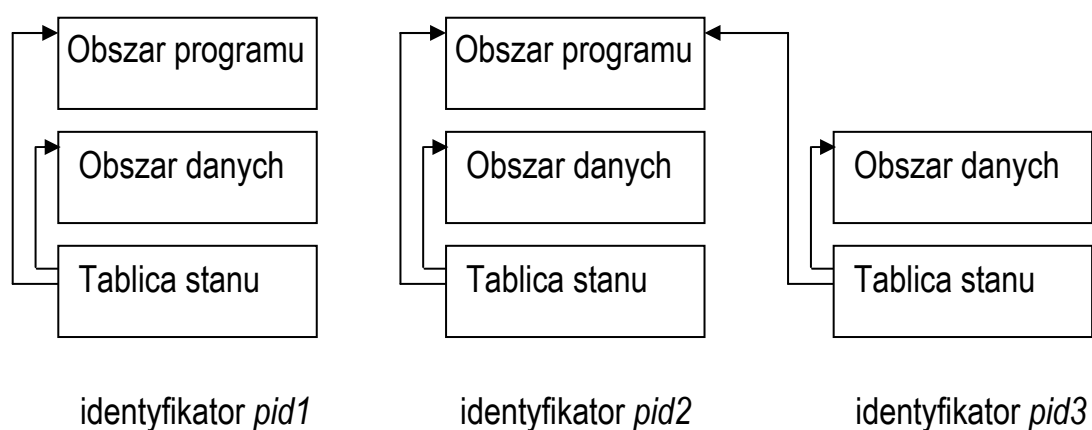 Obszar programu
Obszar programu
Obszar danych
Obszar danych
Obszar danych
Tablica stanu
Tablica stanu
Tablica stanu
identyfikator pid1
identyfikator pid2
identyfikator pid3